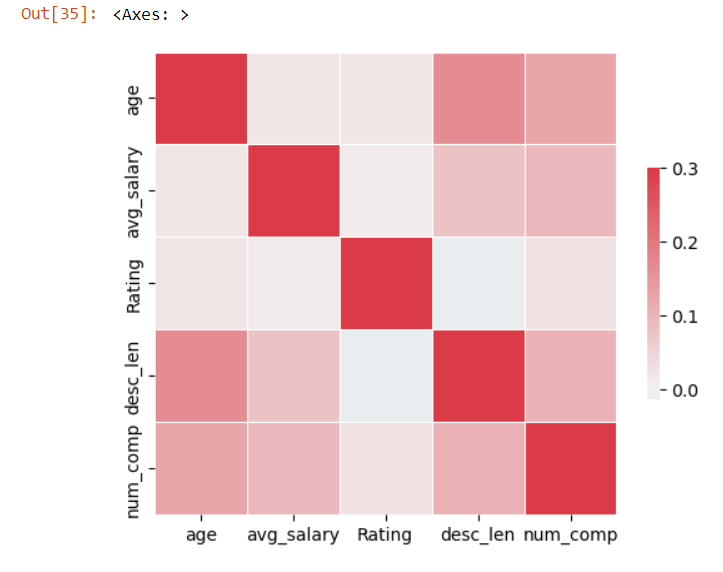 Out[35]: <Axes: >
age
avg_salary
Rating
desc_len
num_comp
age avg_salary Rating desc_len num_comp
0.3
0.2
0.1
0.0